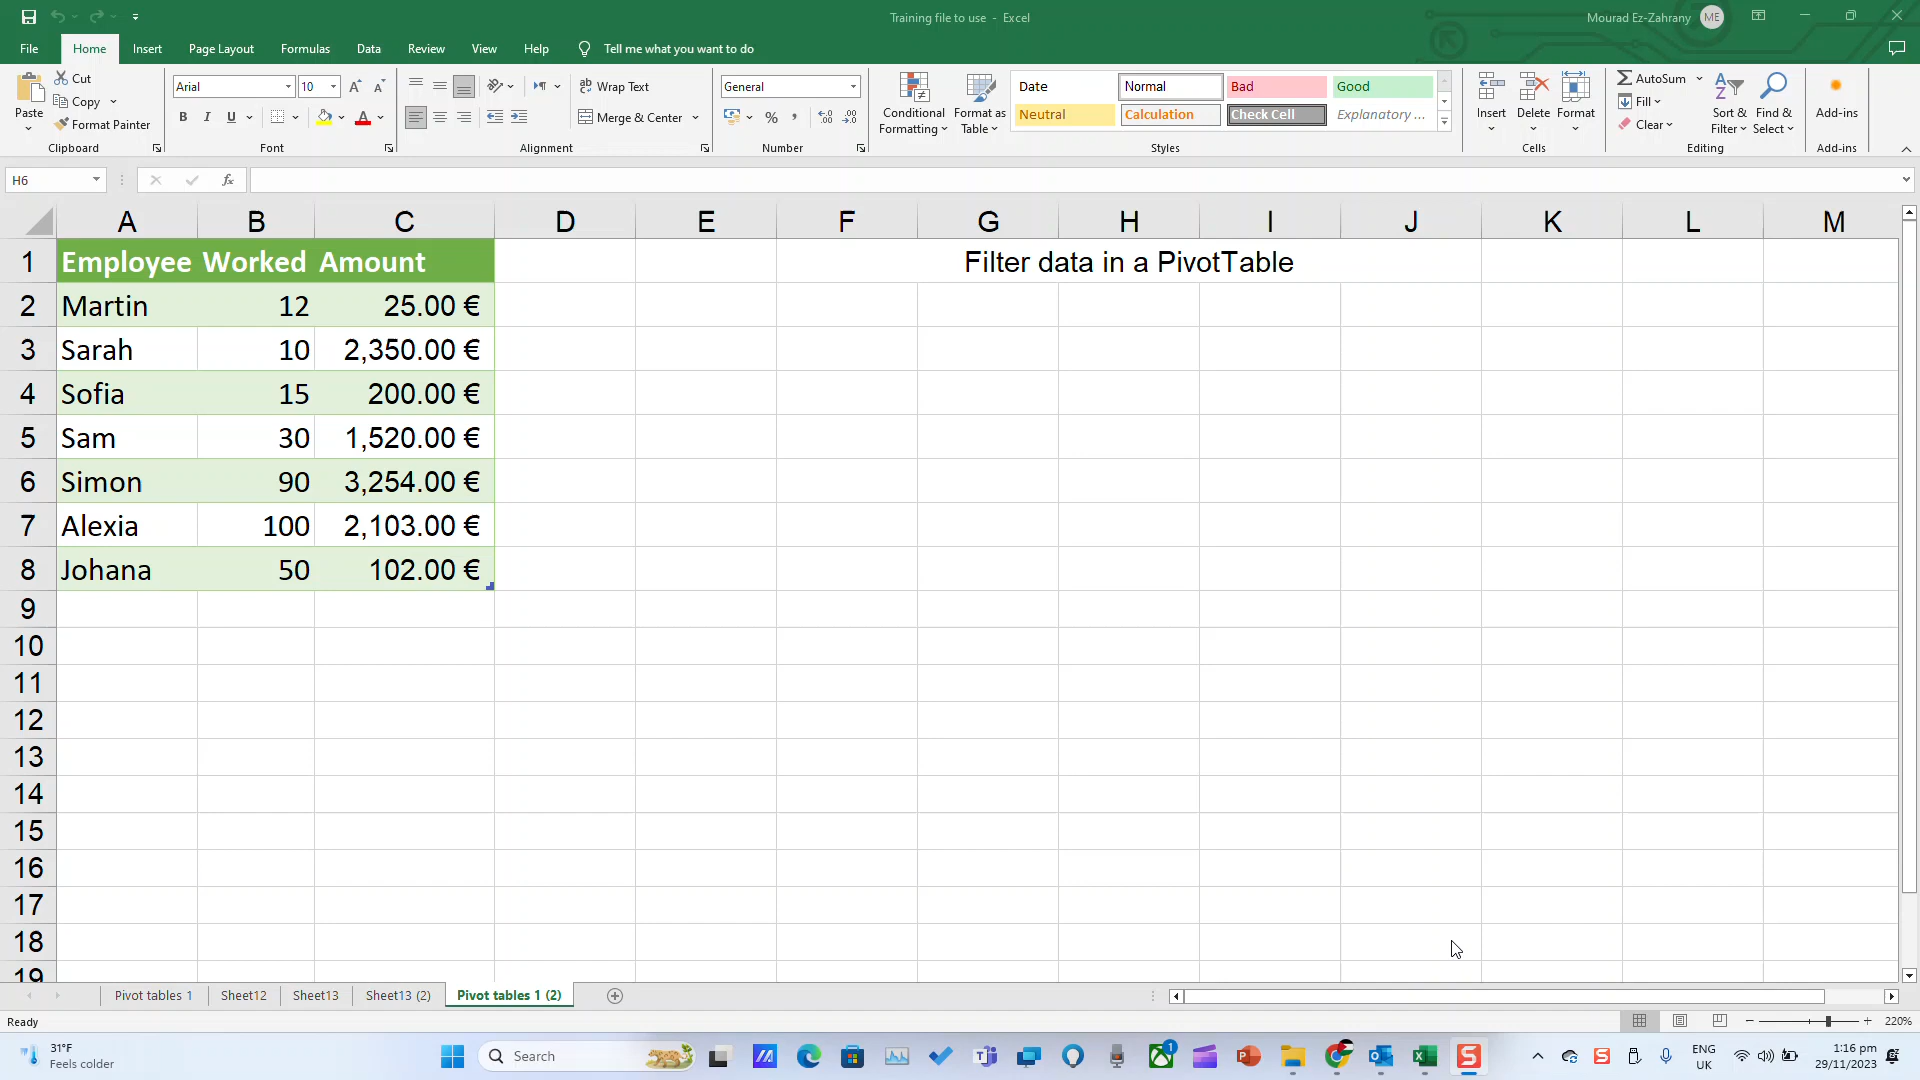 Training file to use - Excel
Mourad Ez-Zahrany ME
File Home Insert Page Layout Formulas Data Review View Help Tell me what you want to do
Paste
Cut
Copy
Format Painter
Clipboard
Arial 10
B I U
Font
Wrap Text
Merge & Center
Alignment
General
%
Number
Conditional Formatting
Format as Table
Date Normal Bad Good
Neutral Calculation Check Cell Explanatory ...
Styles
Insert Delete Format
Cells
AutoSum
Fill
Clear
Sort & Filter
Find & Select
Editing
Add-ins
Add-ins
H6
fx
A B C D E F G H I J K L M
1 Employee Worked Amount Filter data in a PivotTable
2 Martin 12 25.00 €
3 Sarah 10 2,350.00 €
4 Sofia 15 200.00 €
5 Sam 30 1,520.00 €
6 Simon 90 3,254.00 €
7 Alexia 100 2,103.00 €
8 Johana 50 102.00 €
9
10
11
12
13
14
15
16
17
18
19
Pivot tables 1 Sheet12 Sheet13 Sheet13 (2) Pivot tables 1 (2)
Ready
220%
31°F
Feels colder
Search
1
ENG
UK
1:16 pm
29/11/2023